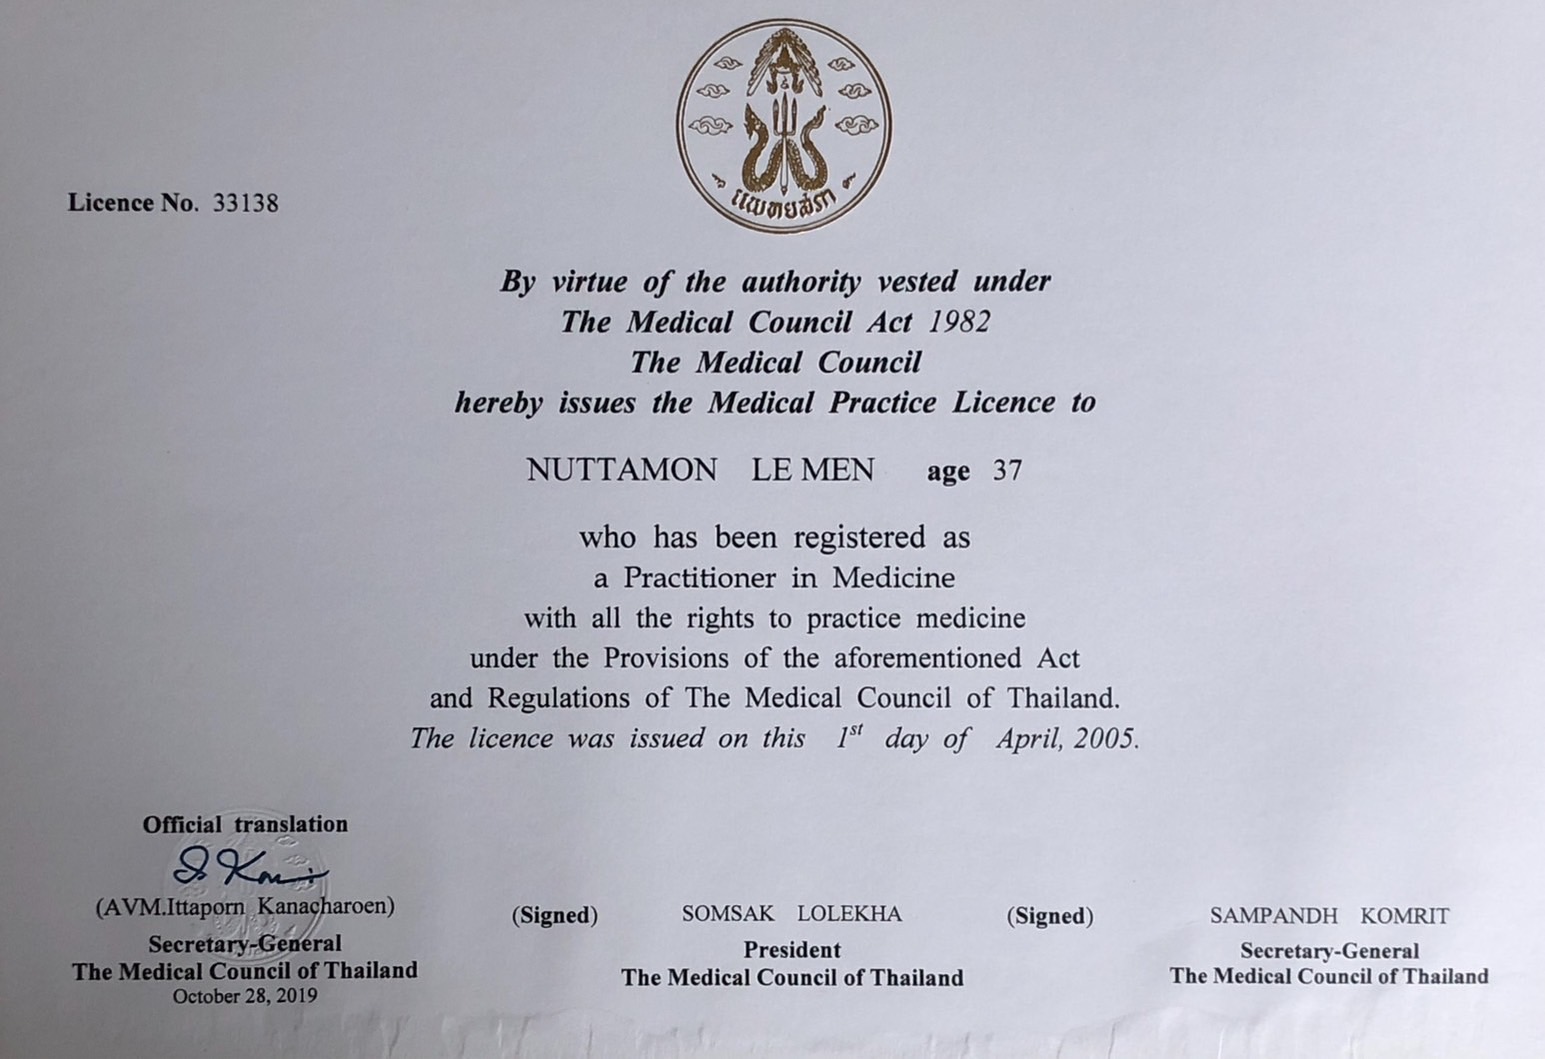 แพทยสภา
Licence No. 33138
By virtue of the authority vested under
The Medical Council Act 1982
The Medical Council
hereby issues the Medical Practice Licence to
NUTTAMON LE MEN age 37
who has been registered as
a Practitioner in Medicine
with all the rights to practice medicine
under the Provisions of the aforementioned Act
and Regulations of The Medical Council of Thailand.
The licence was issued on this 1st day of April, 2005.
Official translation
(AVM.Ittaporn Kanacharoen)
Secretary-General
The Medical Council of Thailand
October 28, 2019
(Signed) SOMSAK LOLEKHA
President
The Medical Council of Thailand
(Signed) SAMPANDH KOMRIT
Secretary-General
The Medical Council of Thailand